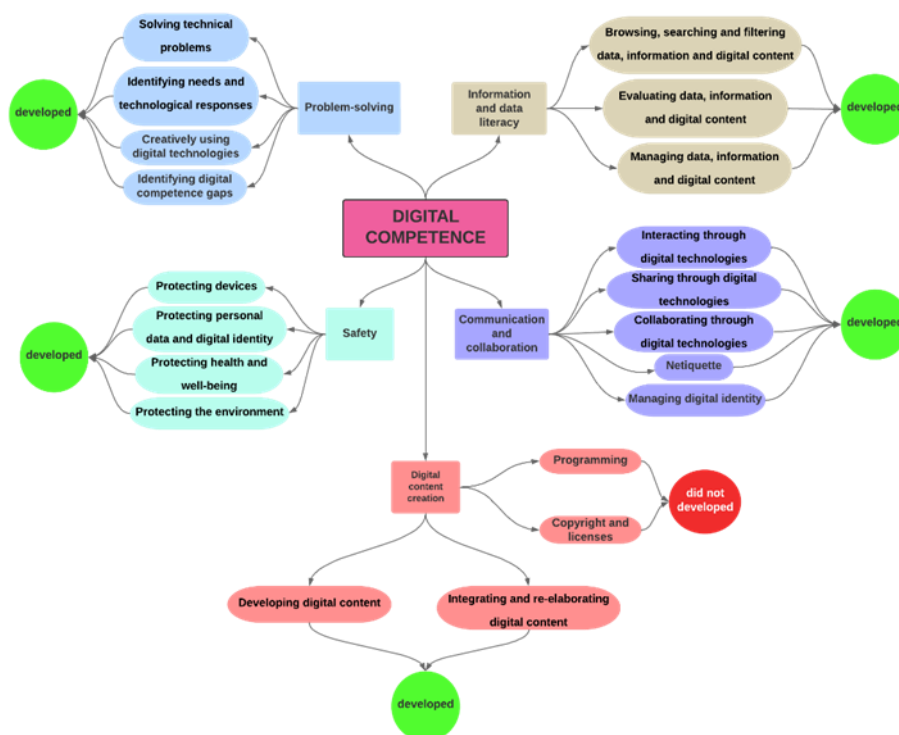 Solving technical
problems
Identifying needs and
technological responses
Creatively using
digital technologies
Identifying digital
competence gaps
developed
Problem-solving
Information
and data
literacy
Browsing, searching and filtering
data, information and digital content
Evaluating data, information
and digital content
Managing data, information
and digital content
developed
DIGITAL
COMPETENCE
Protecting devices
Protecting personal
data and digital identity
Protecting health and
well-being
Protecting the environment
developed
Safety
Communication
and
collaboration
Interacting through
digital technologies
Sharing through digital
technologies
Collaborating through
digital technologies
Netiquette
Managing digital identity
developed
Digital
content
creation
Programming
Copyright and
licenses
did not
developed
Developing digital content
Integrating and re-elaborating
digital content
developed